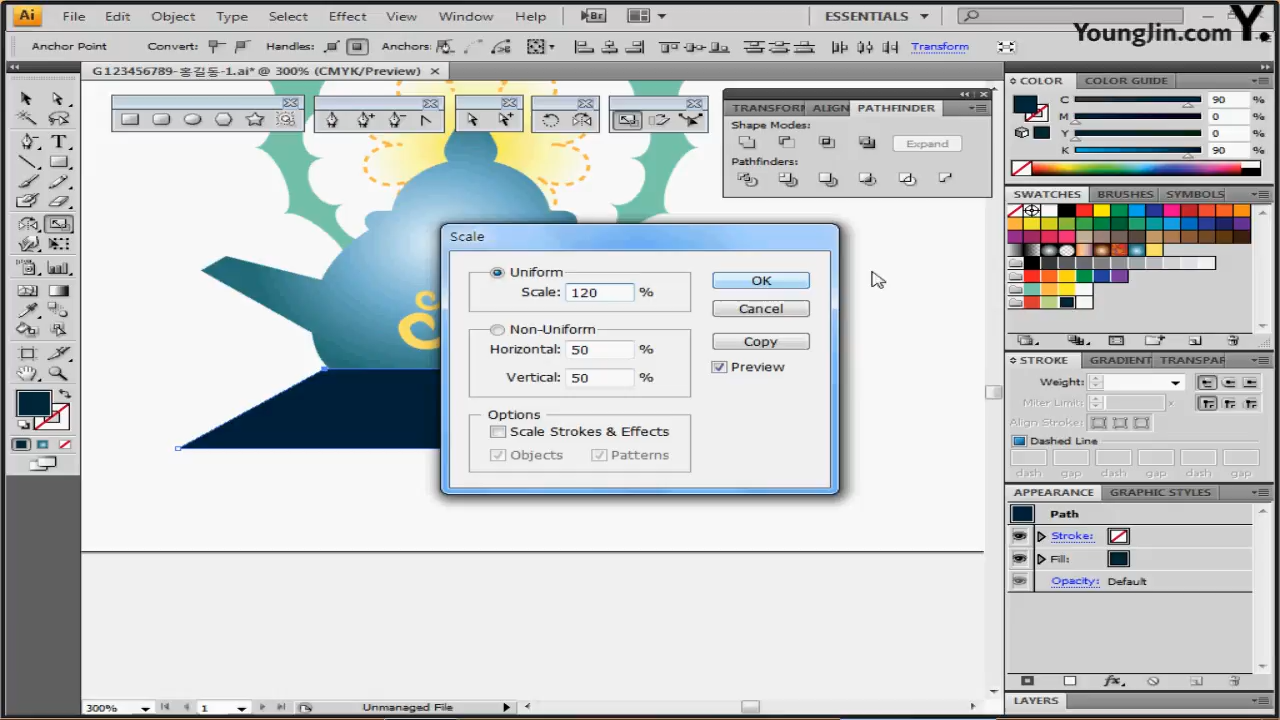 Ai File Edit Object Type Select Effect View Window Help Br ESSENTIALS
YoungJin.com Y.
Anchor Point Convert: Handles: Anchors: Transform
G123456789-홍길동-1.ai* @ 300% (CMYK/Preview)
TRANSFORM ALIGN PATHFINDER
Shape Modes:
Expand
Pathfinders:
Scale
Uniform
Scale: 120 %
Non-Uniform
Horizontal: 50 %
Vertical: 50 %
Options
Scale Strokes & Effects
Objects Patterns
OK
Cancel
Copy
Preview
COLOR COLOR GUIDE
C 90 %
M 0 %
Y 0 %
K 90 %
SWATCHES BRUSHES SYMBOLS
STROKE GRADIENT TRANSPAR
Weight:
Miter Limit: x
Align Stroke:
Dashed Line
dash gap dash gap dash gap
APPEARANCE GRAPHIC STYLES
Path
Stroke:
Fill:
Opacity: Default
fx
LAYERS
300% 1 Unmanaged File